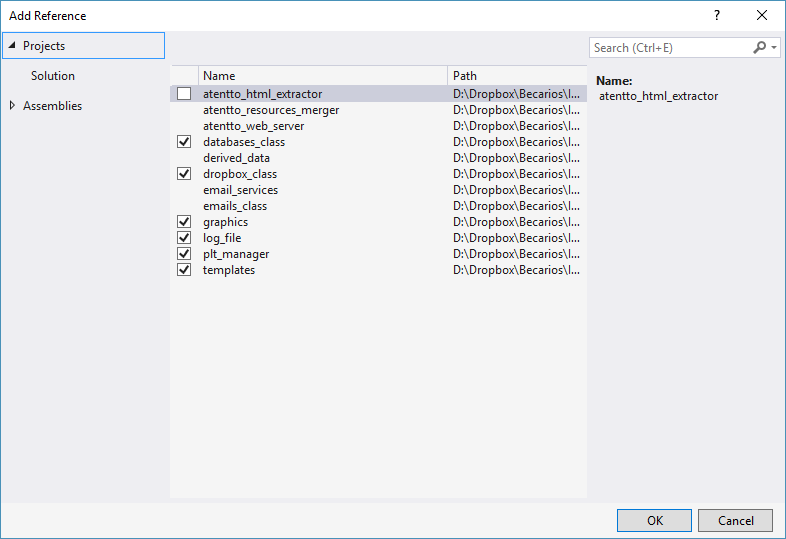 Add Reference
?
Projects
Search (Ctrl+E)
Solution
Name Path
Name:
atentto_html_extractor D:\Dropbox\Becarios\I...
atentto_html_extractor
Assemblies
atentto_resources_merger D:\Dropbox\Becarios\I...
atentto_web_server D:\Dropbox\Becarios\I...
databases_class D:\Dropbox\Becarios\I...
derived_data D:\Dropbox\Becarios\I...
dropbox_class D:\Dropbox\Becarios\I...
email_services D:\Dropbox\Becarios\I...
emails_class D:\Dropbox\Becarios\I...
graphics D:\Dropbox\Becarios\I...
log_file D:\Dropbox\Becarios\I...
plt_manager D:\Dropbox\Becarios\I...
templates D:\Dropbox\Becarios\I...
OK Cancel